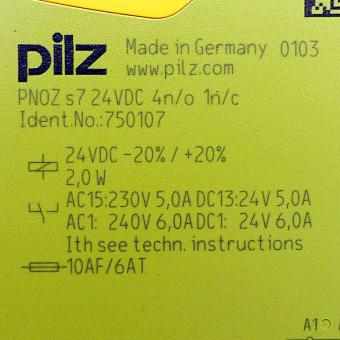 pilz Made in Germany 0103
www.pilz.com
PNOZ s7 24VDC 4n/o 1n/c
Ident.No.:750107
24VDC -20% / +20%
2,0 W
AC15:230V 5,0A DC13:24V 5,0A
AC1: 240V 6,0A DC1: 24V 6,0A
Ith see techn. instructions
10AF/6AT
A1